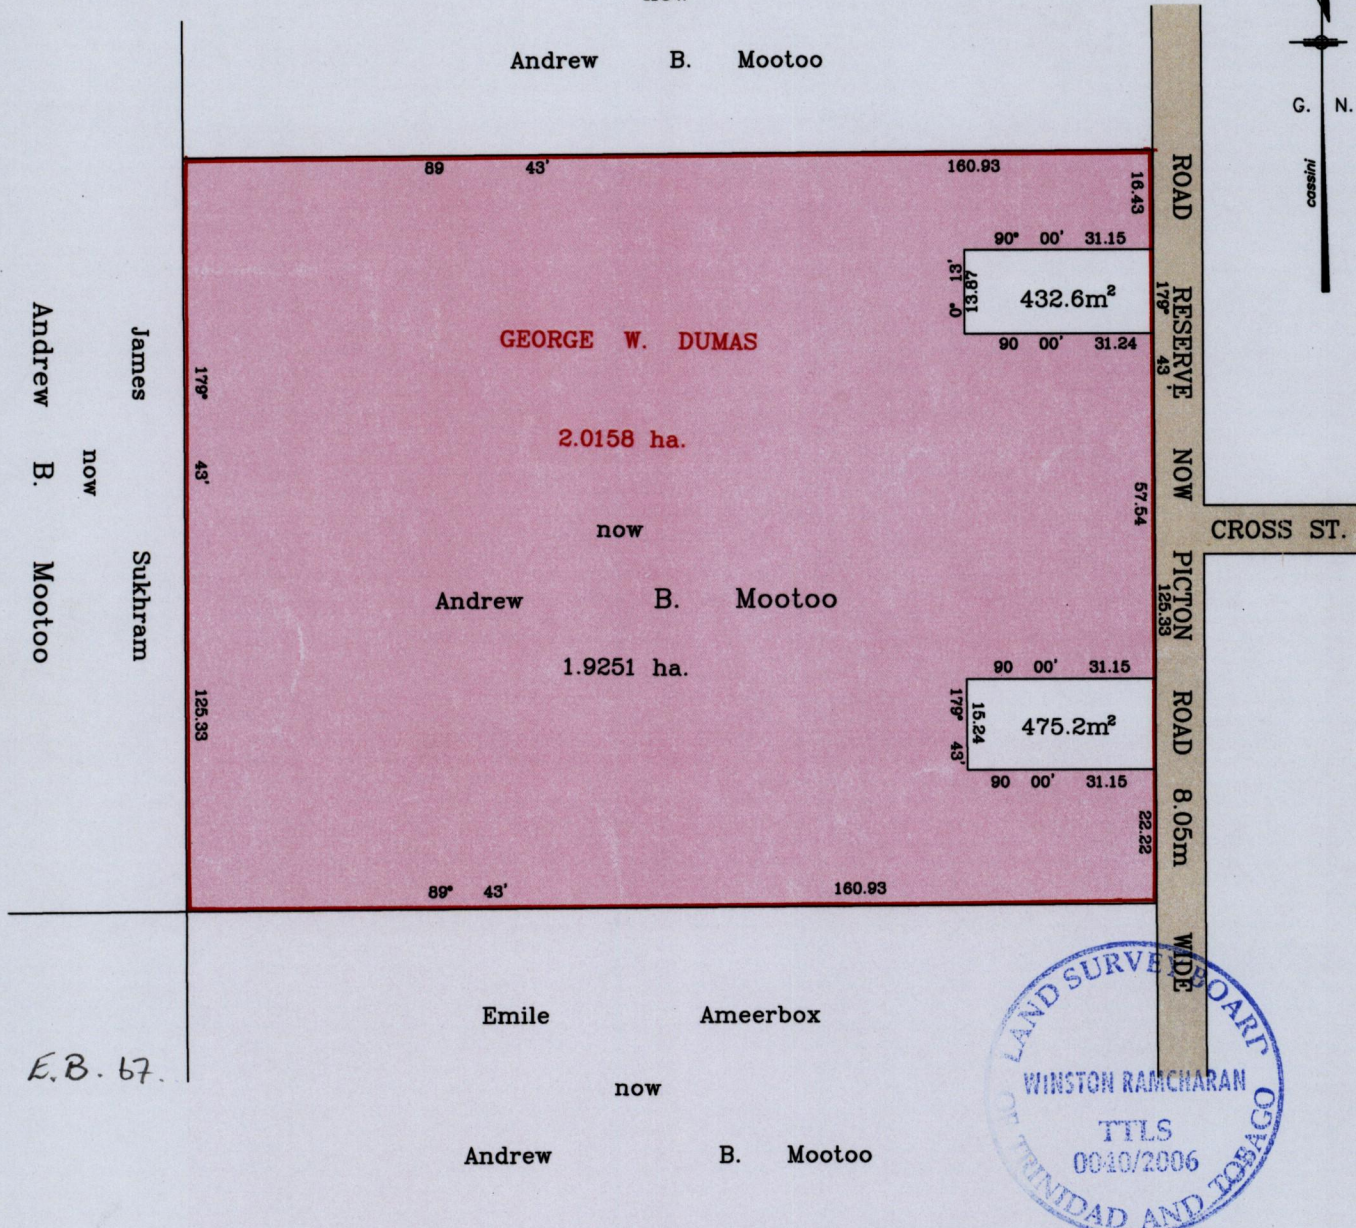 Andrew B. Mootoo
G. N.
cassini
89 43' 160.93
16.43
90° 00' 31.15
0° 13'
13.87
432.6m²
90 00' 31.24
179° 43'
57.54
125.33
GEORGE W. DUMAS
2.0158 ha.
now
Andrew B. Mootoo
1.9251 ha.
90 00' 31.15
179° 43'
15.24
475.2m²
90 00' 31.15
22.22
89° 43' 160.93
179° 43' 125.33
James Sukhram
now
Andrew B. Mootoo
ROAD RESERVE NOW PICTON ROAD 8.05m WIDE
CROSS ST.
Emile Ameerbox
now
Andrew B. Mootoo
E.B. 67.
LAND SURVEY BOARD
OF TRINIDAD AND TOBAGO
WINSTON RAMCHARAN
TTLS
0040/2006